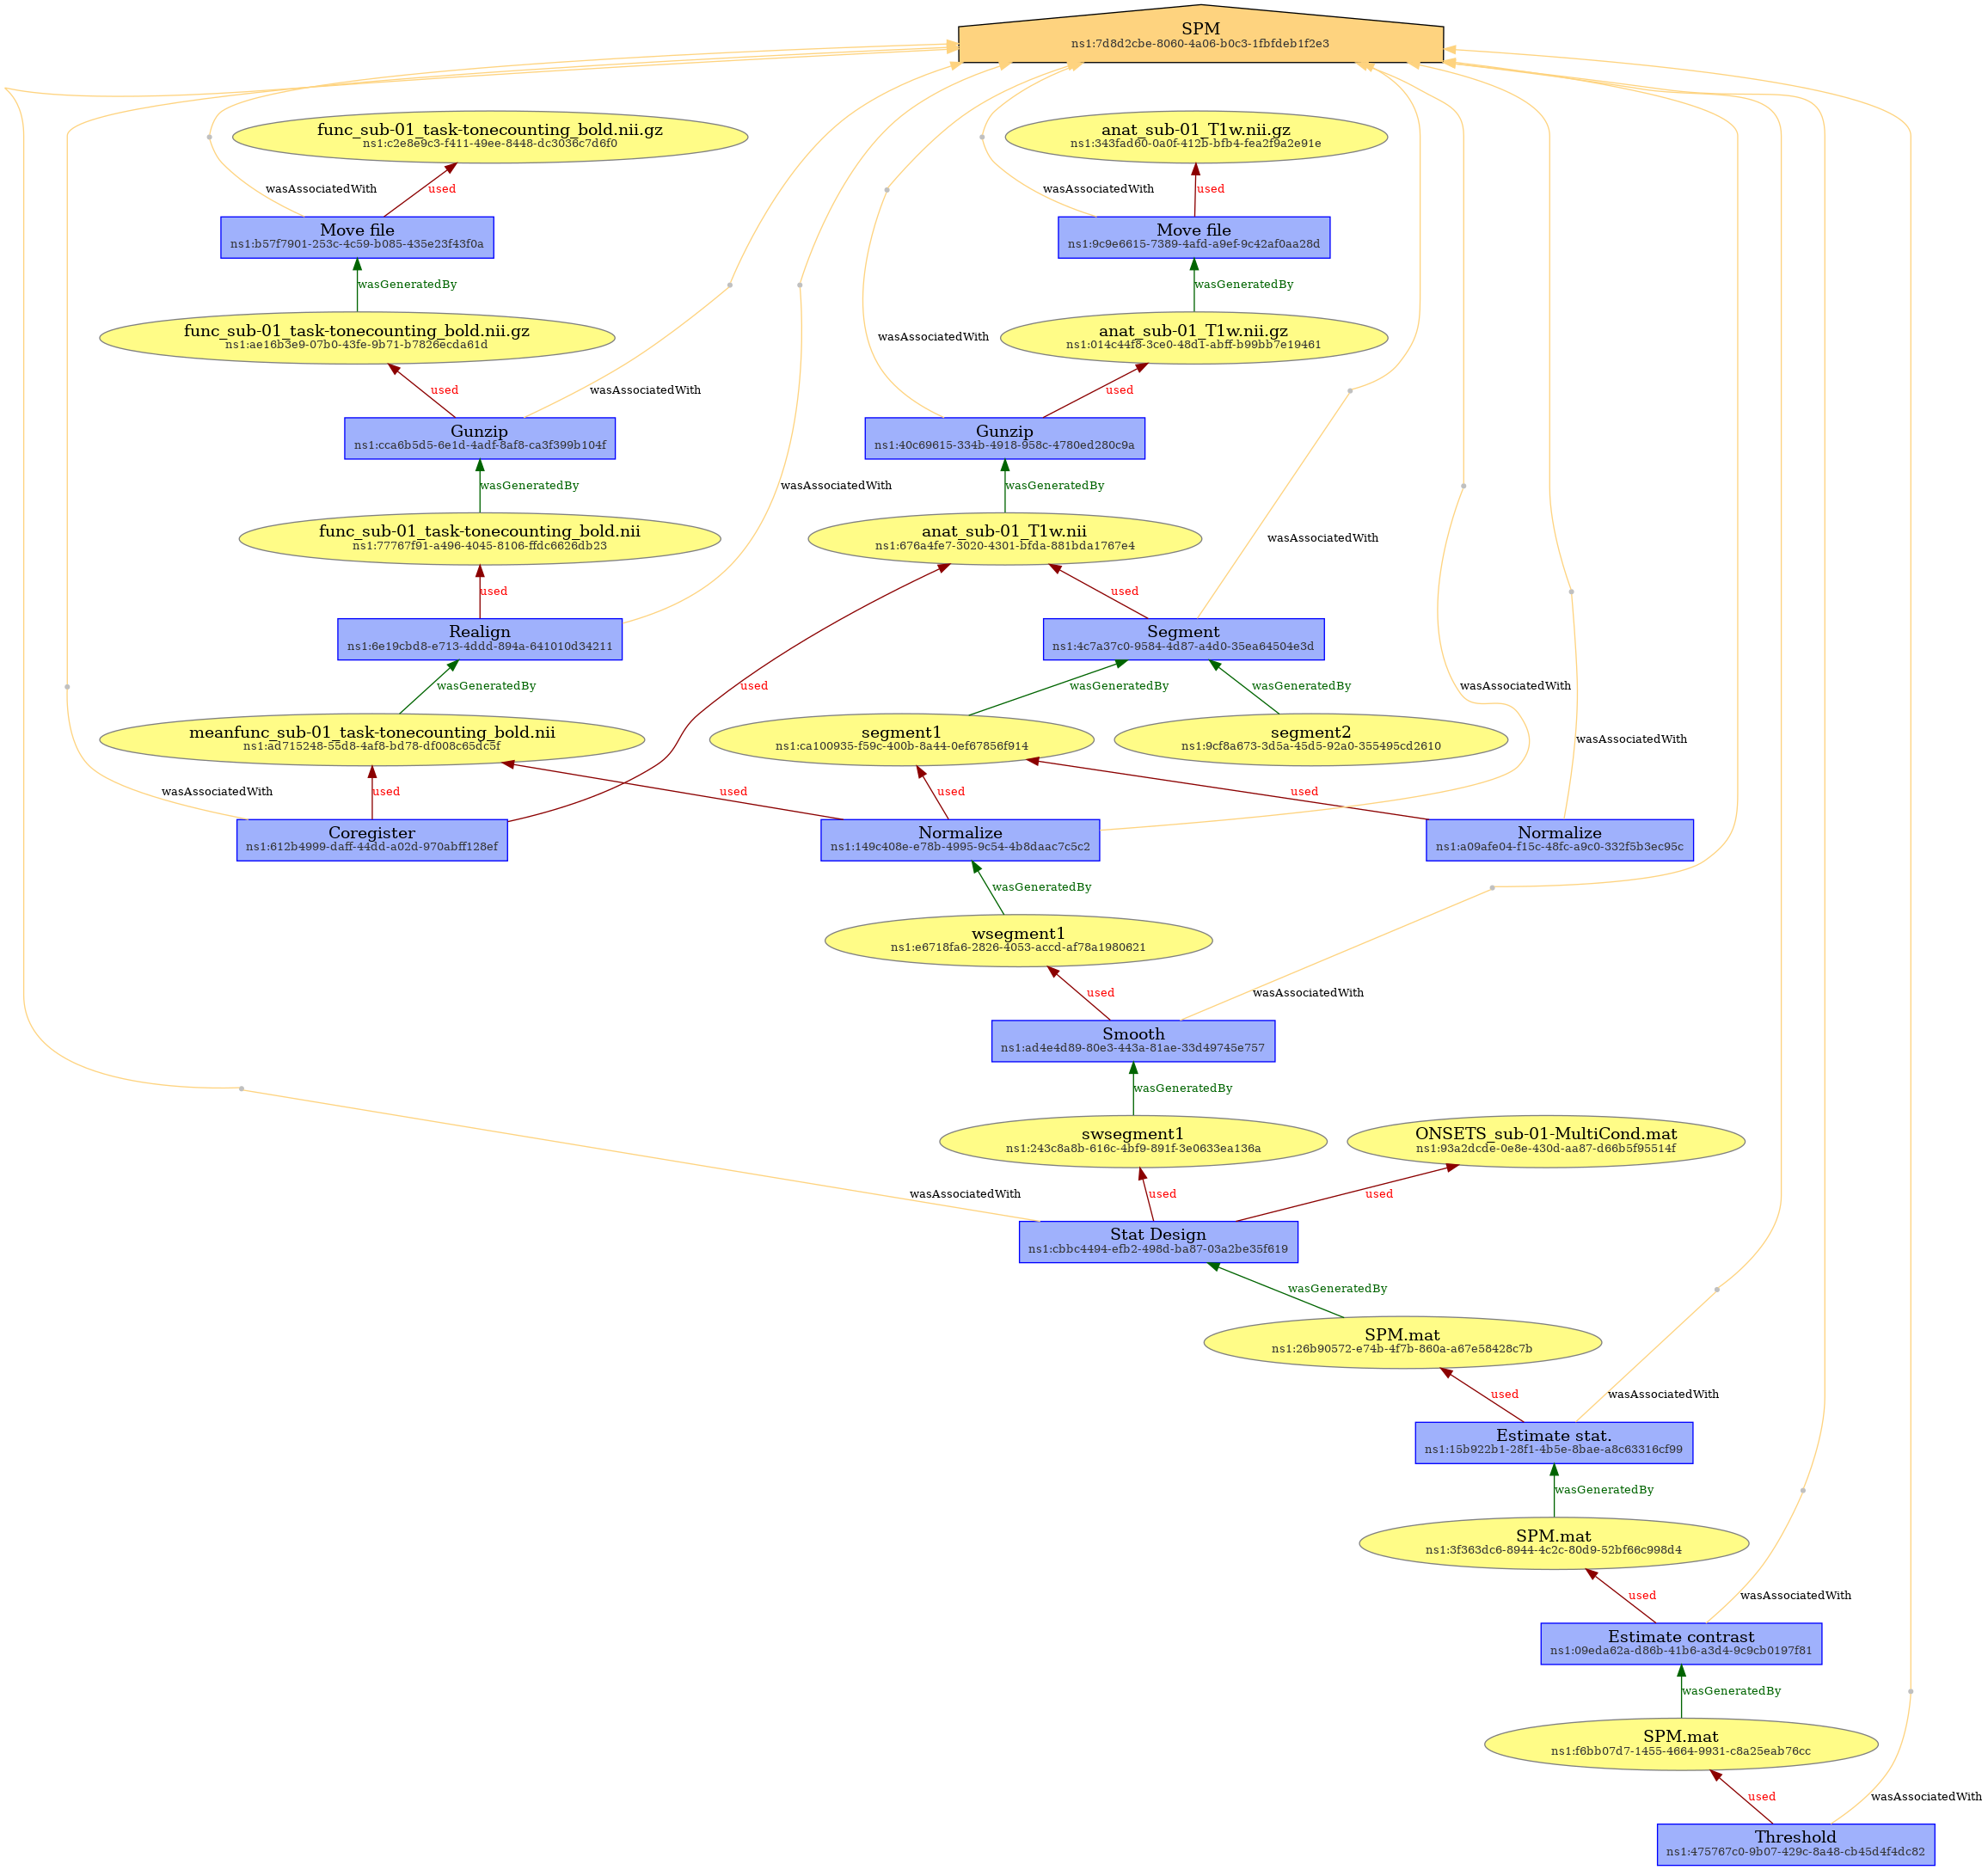 SPM
ns1:7d8d2cbe-8060-4a06-b0c3-1fbfdeb1f2e3
func_sub-01_task-tonecounting_bold.nii.gz
ns1:c2e8e9c3-f411-49ee-8448-dc3036c7d6f0
anat_sub-01_T1w.nii.gz
ns1:343fad60-0a0f-412b-bfb4-fea2f9a2e91e
wasAssociatedWith
used
wasAssociatedWith
used
Move file
ns1:b57f7901-253c-4c59-b085-435e23f43f0a
Move file
ns1:9c9e6615-7389-4afd-a9ef-9c42af0aa28d
wasGeneratedBy
wasGeneratedBy
func_sub-01_task-tonecounting_bold.nii.gz
ns1:ae16b3e9-07b0-43fe-9b71-b7826ecda61d
wasAssociatedWith
anat_sub-01_T1w.nii.gz
ns1:014c44f8-3ce0-48d1-abff-b99bb7e19461
used
wasAssociatedWith
used
Gunzip
ns1:cca6b5d5-6e1d-4adf-8af8-ca3f399b104f
Gunzip
ns1:40c69615-334b-4918-958c-4780ed280c9a
wasGeneratedBy
wasAssociatedWith
wasGeneratedBy
func_sub-01_task-tonecounting_bold.nii
ns1:77767f91-a496-4045-8106-ffdc6626db23
anat_sub-01_T1w.nii
ns1:676a4fe7-3020-4301-bfda-881bda1767e4
wasAssociatedWith
used
used
Realign
ns1:6e19cbd8-e713-4ddd-894a-641010d34211
Segment
ns1:4c7a37c0-9584-4d87-a4d0-35ea64504e3d
wasGeneratedBy
used
wasGeneratedBy
wasGeneratedBy
wasAssociatedWith
meanfunc_sub-01_task-tonecounting_bold.nii
ns1:ad715248-55d8-4af8-bd78-df008c65dc5f
segment1
ns1:ca100935-f59c-400b-8a44-0ef67856f914
segment2
ns1:9cf8a673-3d5a-45d5-92a0-355495cd2610
wasAssociatedWith
wasAssociatedWith
used
used
used
used
Coregister
ns1:612b4999-daff-44dd-a02d-970abff128ef
Normalize
ns1:149c408e-e78b-4995-9c54-4b8daac7c5c2
Normalize
ns1:a09afe04-f15c-48fc-a9c0-332f5b3ec95c
wasGeneratedBy
wsegment1
ns1:e6718fa6-2826-4053-accd-af78a1980621
used
wasAssociatedWith
Smooth
ns1:ad4e4d89-80e3-443a-81ae-33d49745e757
wasGeneratedBy
swsegment1
ns1:243c8a8b-616c-4bf9-891f-3e0633ea136a
ONSETS_sub-01-MultiCond.mat
ns1:93a2dcde-0e8e-430d-aa87-d66b5f95514f
wasAssociatedWith
used
used
Stat Design
ns1:cbbc4494-efb2-498d-ba87-03a2be35f619
wasGeneratedBy
SPM.mat
ns1:26b90572-e74b-4f7b-860a-a67e58428c7b
used
wasAssociatedWith
Estimate stat.
ns1:15b922b1-28f1-4b5e-8bae-a8c63316cf99
wasGeneratedBy
SPM.mat
ns1:3f363dc6-8944-4c2c-80d9-52bf66c998d4
used
wasAssociatedWith
Estimate contrast
ns1:09eda62a-d86b-41b6-a3d4-9c9cb0197f81
wasGeneratedBy
SPM.mat
ns1:f6bb07d7-1455-4664-9931-c8a25eab76cc
used
wasAssociatedWith
Threshold
ns1:475767c0-9b07-429c-8a48-cb45d4f4dc82